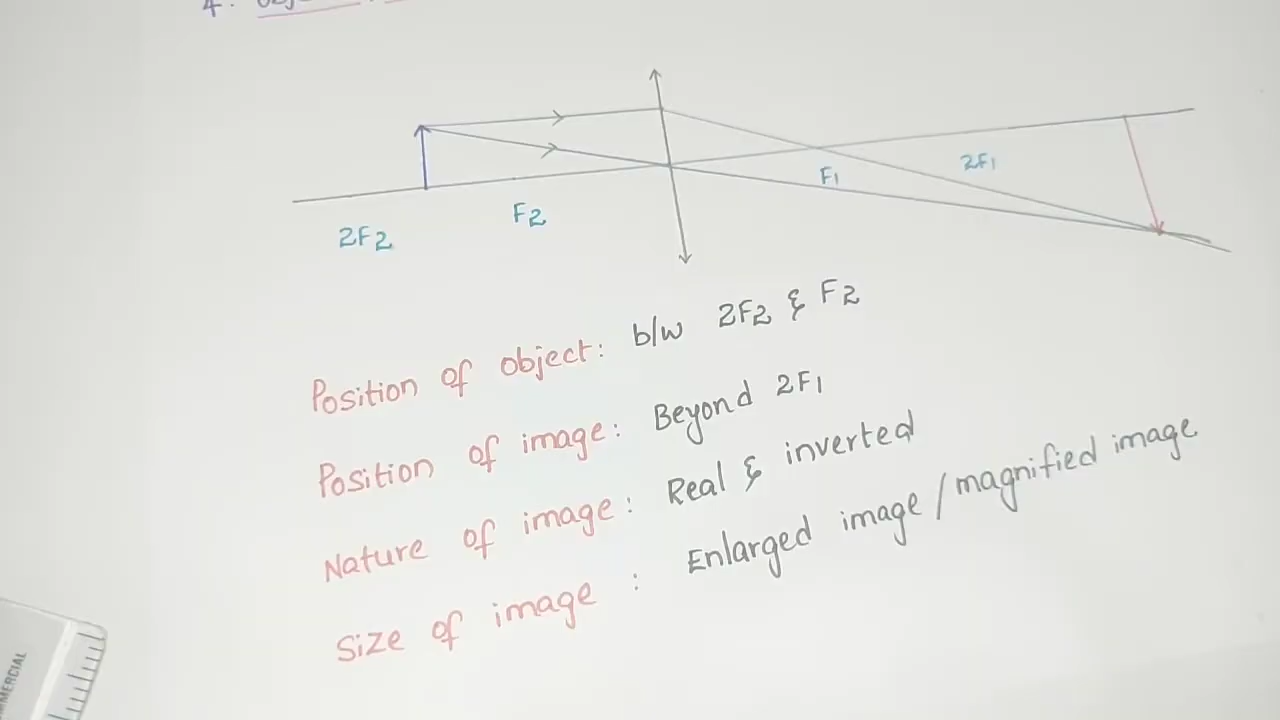 4.
2F2
F2
F1
2F1
Position of object: b/w 2F2 & F2
Position of image: Beyond 2F1
Nature of image: Real & inverted
Size of image : Enlarged image / magnified image